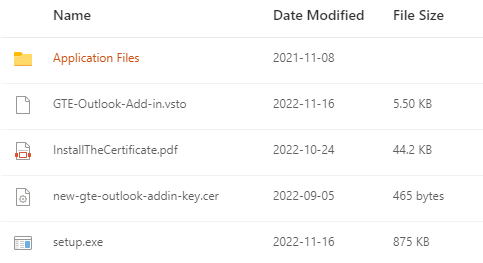 Name Date Modified File Size
Application Files 2021-11-08
GTE-Outlook-Add-in.vsto 2022-11-16 5.50 KB
InstallTheCertificate.pdf 2022-10-24 44.2 KB
new-gte-outlook-addin-key.cer 2022-09-05 465 bytes
setup.exe 2022-11-16 875 KB